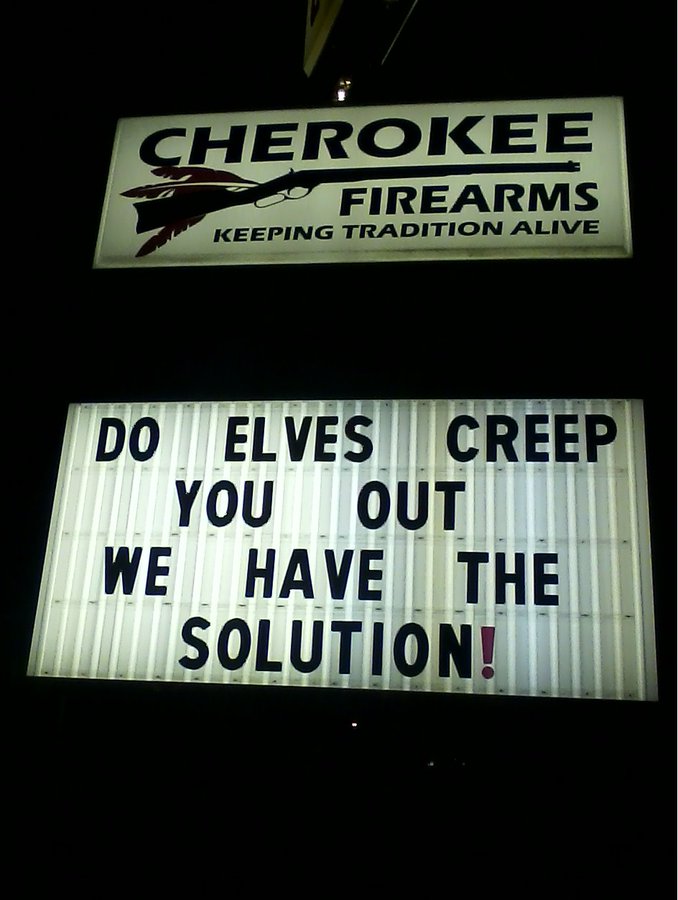 CHEROKEE
FIREARMS
KEEPING TRADITION ALIVE
DO ELVES CREEP
YOU OUT
WE HAVE THE
SOLUTION!